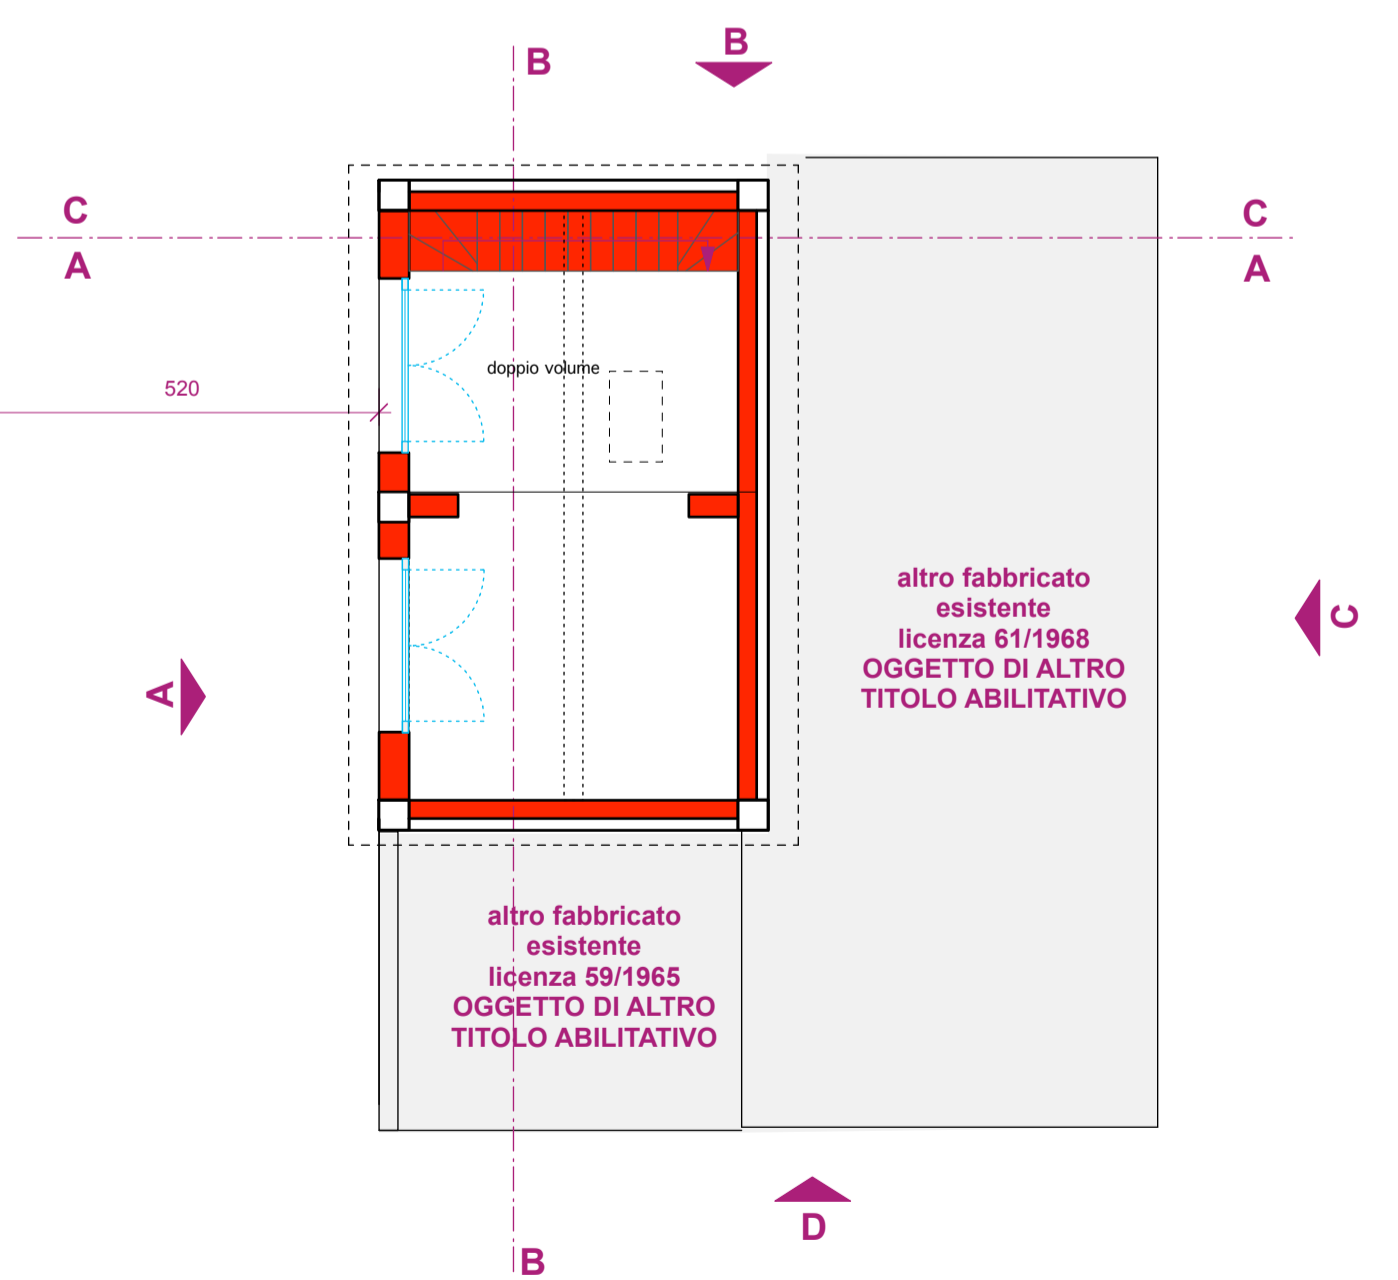 B
B
C
C
A
A
520
doppio volume
altro fabbricato
esistente
licenza 61/1968
OGGETTO DI ALTRO
TITOLO ABILITATIVO
C
A
altro fabbricato
esistente
licenza 59/1965
OGGETTO DI ALTRO
TITOLO ABILITATIVO
D
B